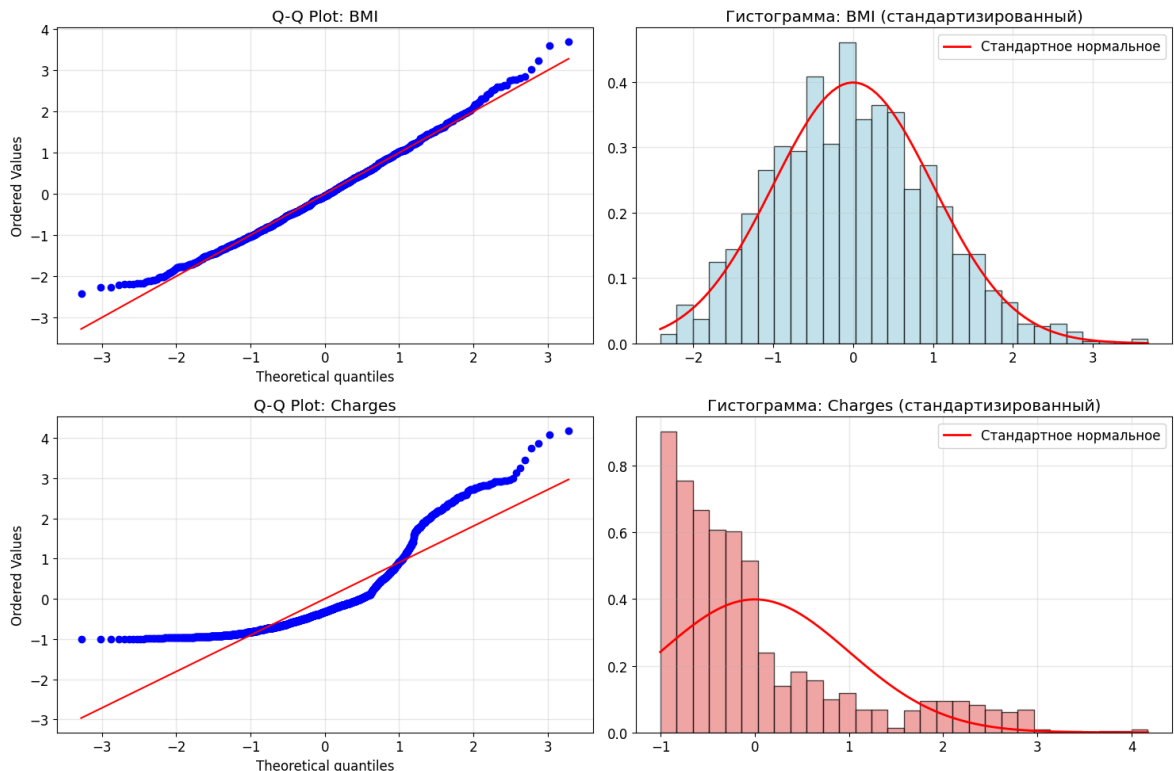 Q-Q Plot: BMI
4
3
2
1
0
−1
−2
−3
Ordered Values
−3 −2 −1 0 1 2 3
Theoretical quantiles
Гистограмма: BMI (стандартизированный)
Стандартное нормальное
0.4
0.3
0.2
0.1
0.0
−2 −1 0 1 2 3
Q-Q Plot: Charges
4
3
2
1
0
−1
−2
−3
Ordered Values
−3 −2 −1 0 1 2 3
Theoretical quantiles
Гистограмма: Charges (стандартизированный)
Стандартное нормальное
0.8
0.6
0.4
0.2
0.0
−1 0 1 2 3 4